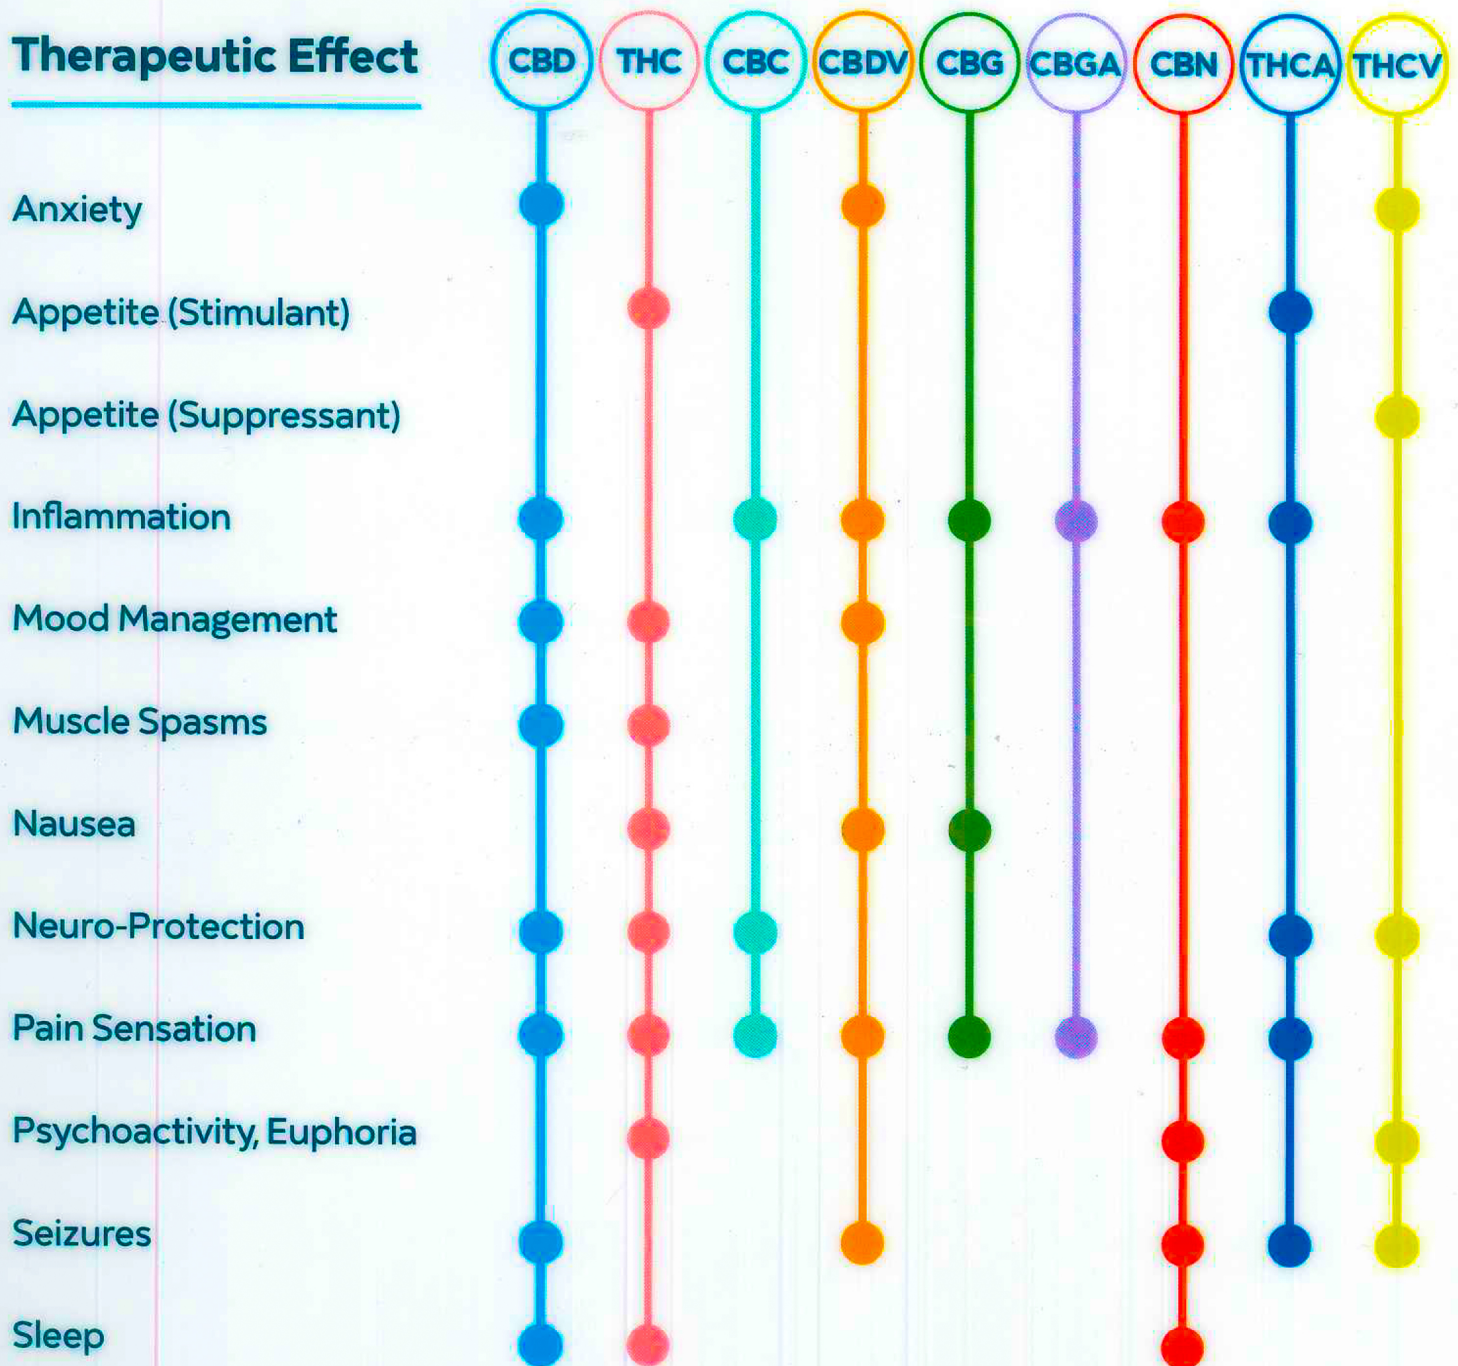 Therapeutic Effect CBD THC CBC CBDV CBG CBGA CBN THCA THCV
Anxiety
Appetite (Stimulant)
Appetite (Suppressant)
Inflammation
Mood Management
Muscle Spasms
Nausea
Neuro-Protection
Pain Sensation
Psychoactivity, Euphoria
Seizures
Sleep